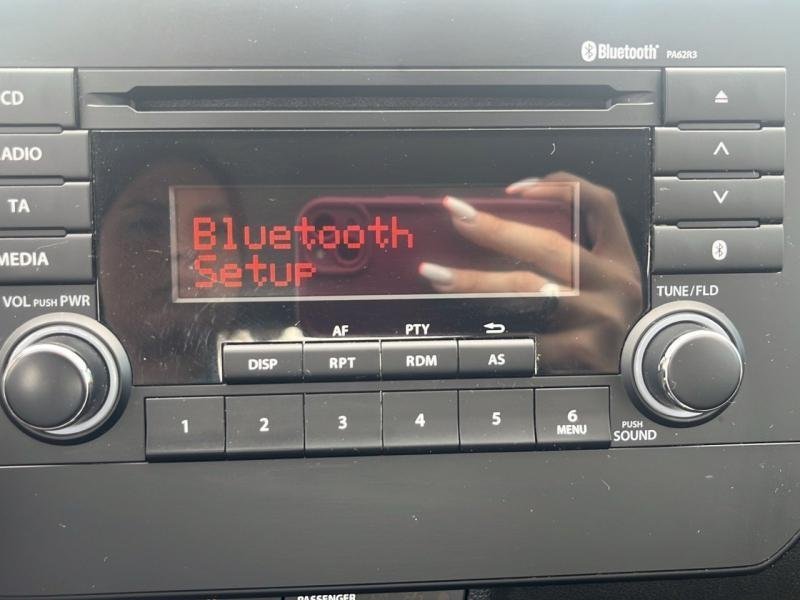 Bluetooth PA62R3
CD
TA
MEDIA
VOL PUSH PWR
Bluetooth
Setup
TUNE/FLD
AF PTY
DISP RPT RDM AS
1 2 3 4 5 6
MENU
PUSH
SOUND
PASSENGER